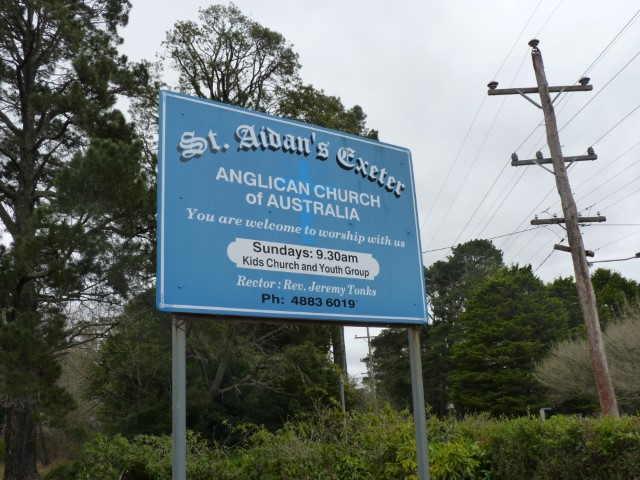 St. Aidan's Exeter
ANGLICAN CHURCH
of AUSTRALIA
You are welcome to worship with us
Sundays: 9.30am
Kids Church and Youth Group
Rector : Rev. Jeremy Tonks
Ph: 4883 6019